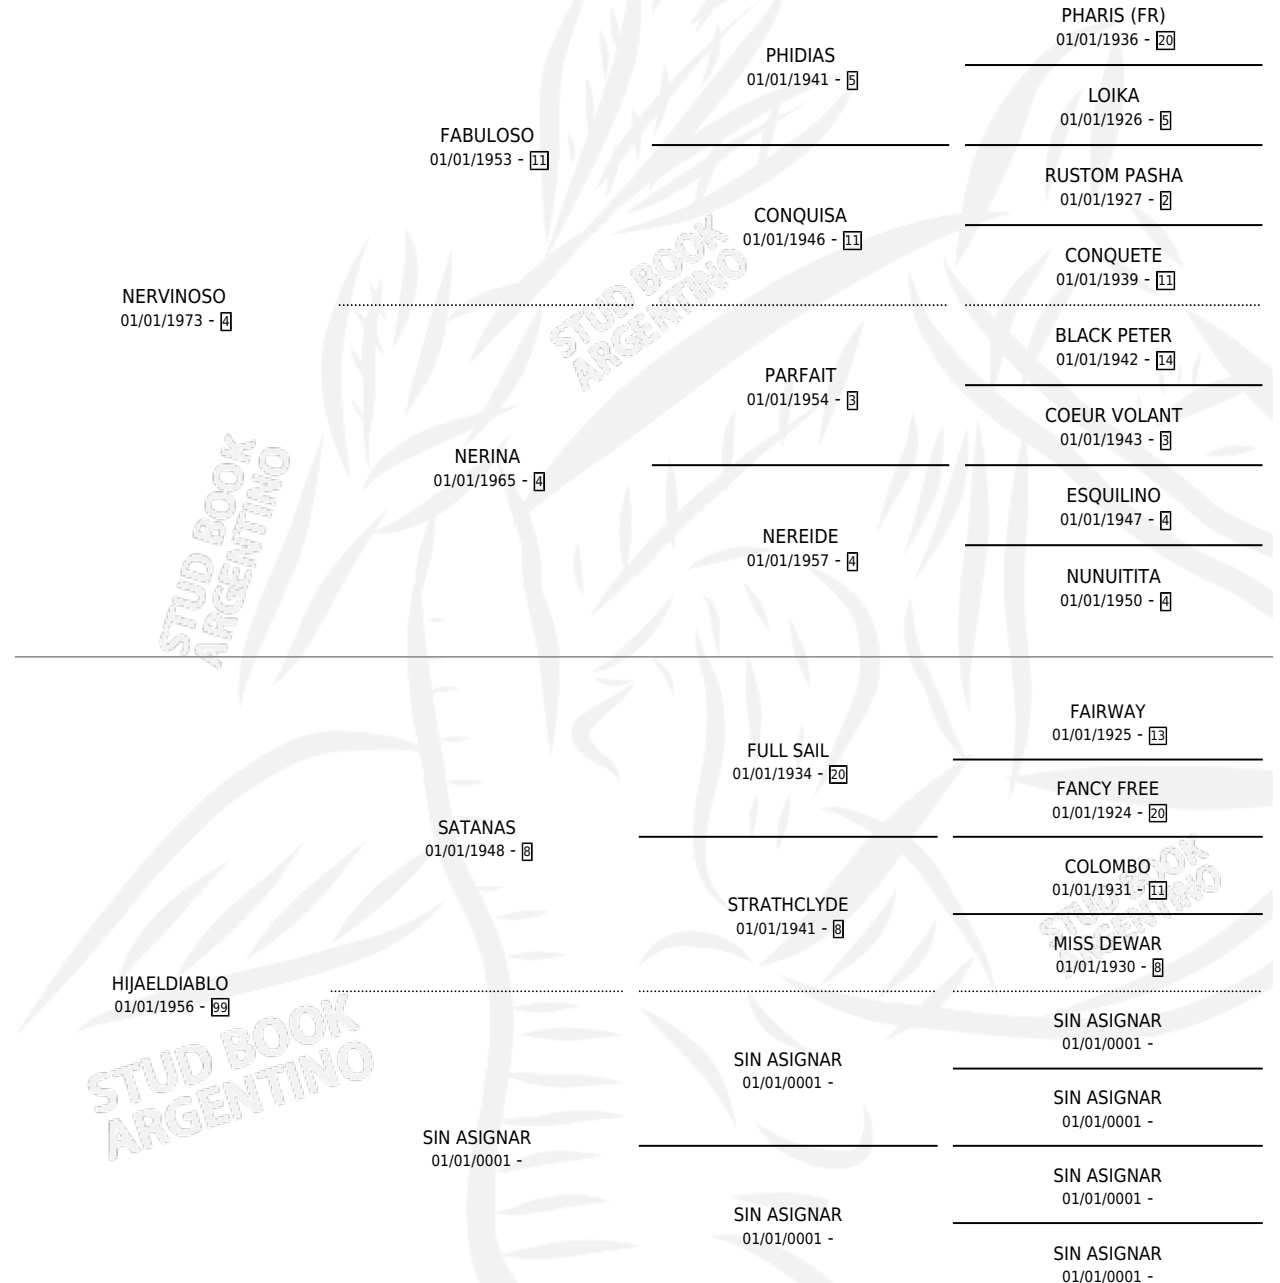 PHARIS (FR)
01/01/1936 - 20
PHIDIAS
01/01/1941 - 5
LOIKA
01/01/1926 - 5
FABULOSO
01/01/1953 - 11
RUSTOM PASHA
01/01/1927 - 2
CONQUISA
01/01/1946 - 11
CONQUETE
01/01/1939 - 11
NERVINOSO
01/01/1973 - 4
BLACK PETER
01/01/1942 - 14
PARFAIT
01/01/1954 - 3
COEUR VOLANT
01/01/1943 - 3
NERINA
01/01/1965 - 4
ESQUILINO
01/01/1947 - 4
NEREIDE
01/01/1957 - 4
NUNUITITA
01/01/1950 - 4
STUD BOOK
ARGENTINO
STUD BOOK
ARGENTINO
FAIRWAY
01/01/1925 - 13
FULL SAIL
01/01/1934 - 20
FANCY FREE
01/01/1924 - 20
SATANAS
01/01/1948 - 8
COLOMBO
01/01/1931 - 11
STRATHCLYDE
01/01/1941 - 8
MISS DEWAR
01/01/1930 - 8
STUD BOOK
ARGENTINO
HIJAELDIABLO
01/01/1956 - 99
SIN ASIGNAR
01/01/0001 -
SIN ASIGNAR
01/01/0001 -
SIN ASIGNAR
01/01/0001 -
SIN ASIGNAR
01/01/0001 -
SIN ASIGNAR
01/01/0001 -
SIN ASIGNAR
01/01/0001 -
SIN ASIGNAR
01/01/0001 -
STUD BOOK
ARGENTINO